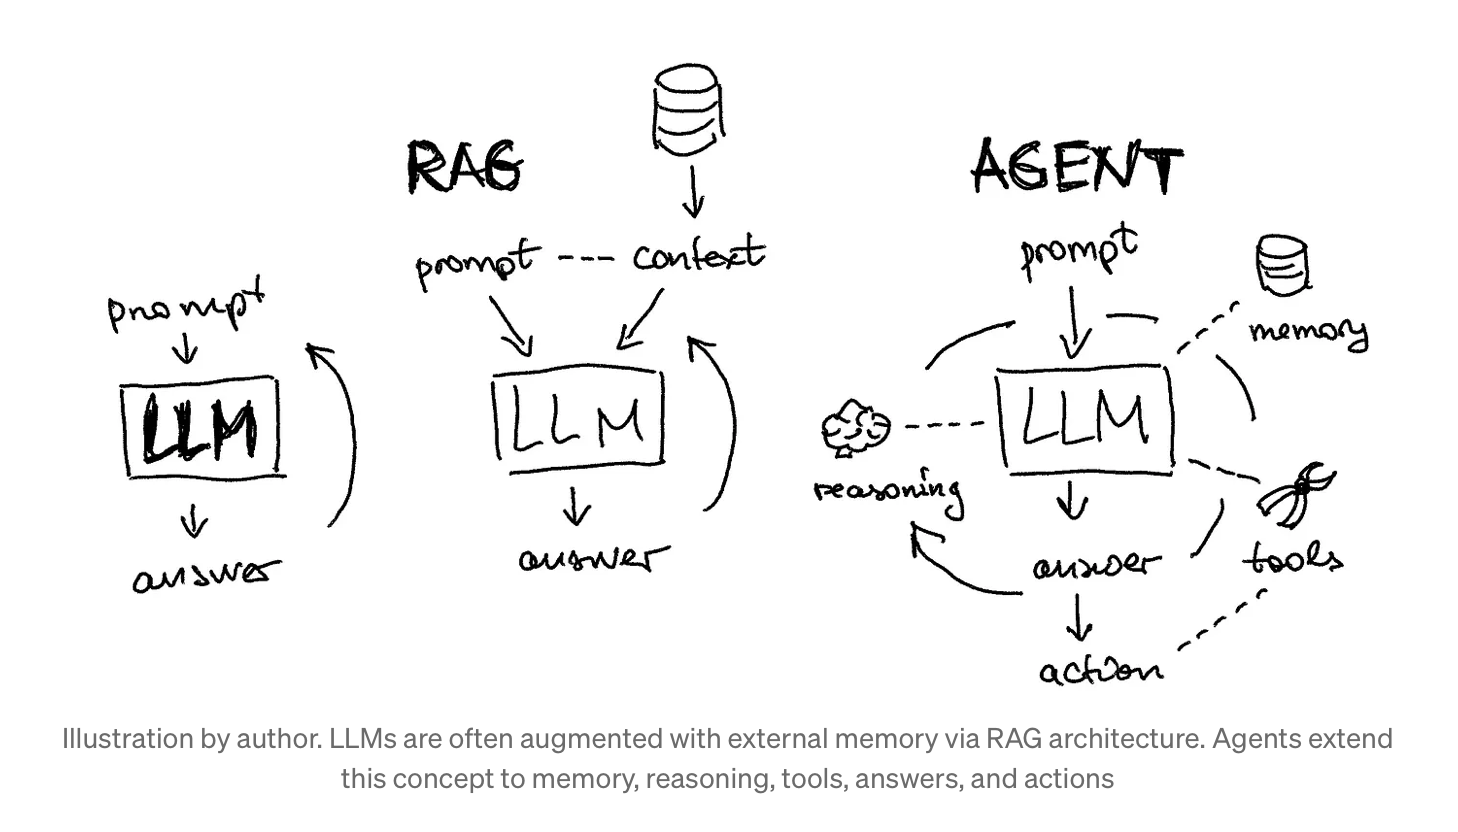 prompt
LLM
answer
RAG
prompt --- context
LLM
answer
AGENT
prompt
memory
LLM
reasoning
answer
tools
action
Illustration by author. LLMs are often augmented with external memory via RAG architecture. Agents extend
this concept to memory, reasoning, tools, answers, and actions